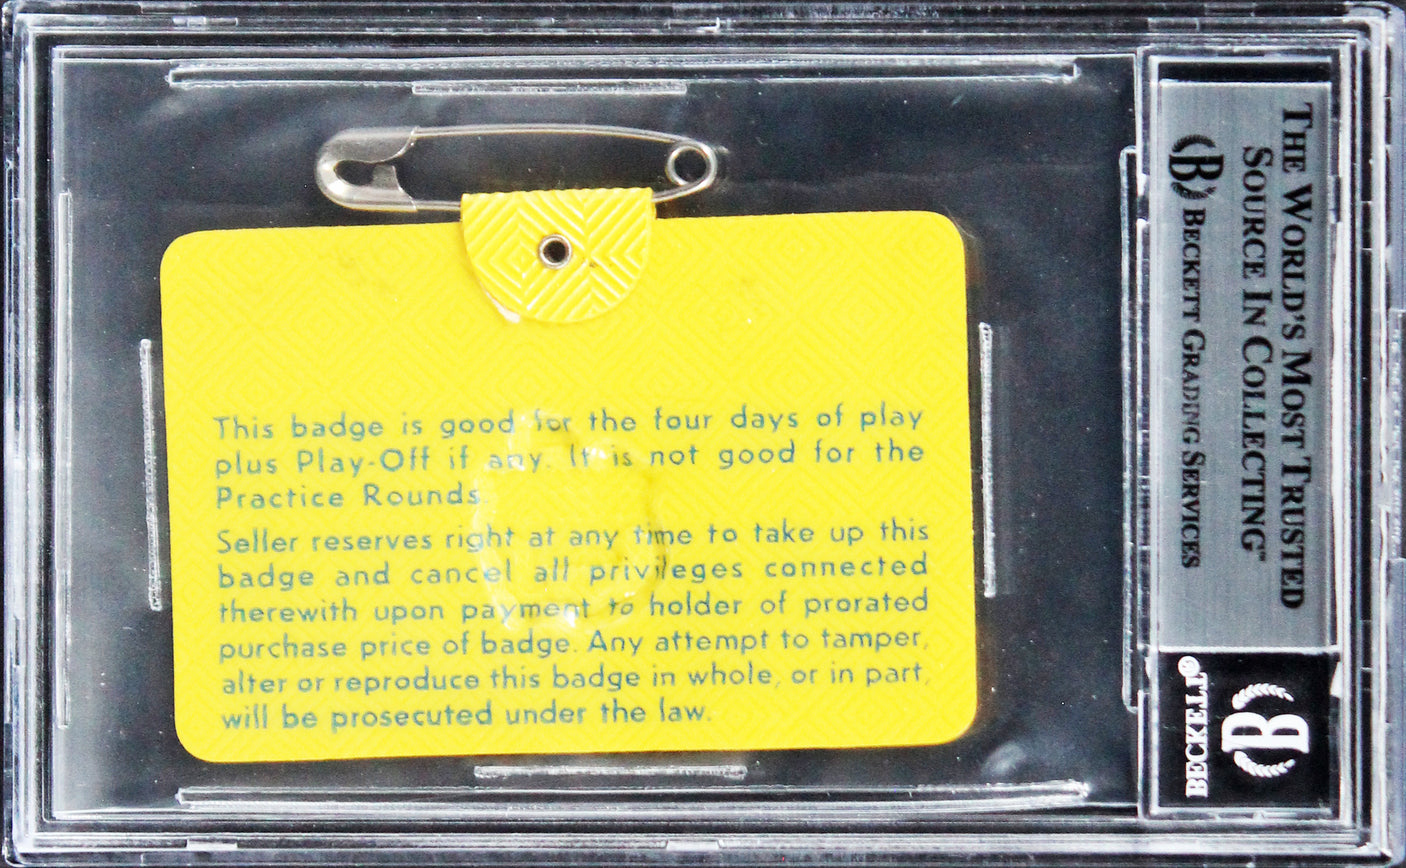 This badge is good for the four days of play
plus Play-Off if any. It is not good for the
Practice Rounds.
Seller reserves right at any time to take up this
badge and cancel all privileges connected
therewith upon payment to holder of prorated
purchase price of badge. Any attempt to tamper,
alter or reproduce this badge in whole, or in part,
will be prosecuted under the law.
THE WORLD'S MOST TRUSTED
SOURCE IN COLLECTING™
B BECKETT GRADING SERVICES
BECKETT®
B